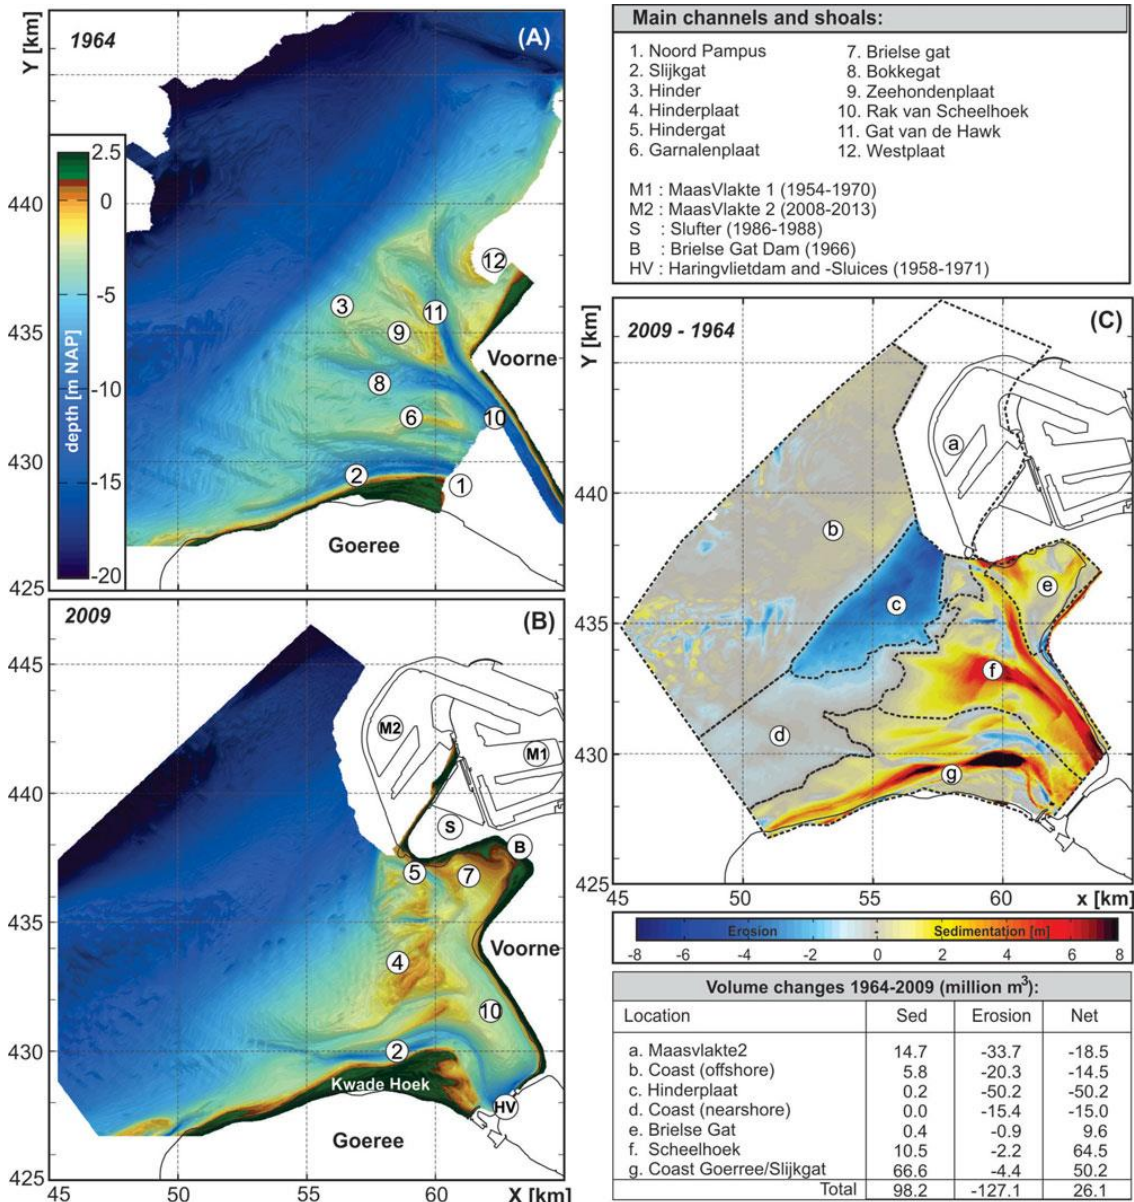 Y [km]
1964
(A)
440
435
430
425
50
55
60
depth [m NAP]
2.5
0
-5
-10
-15
-20
12
3
11
9
Voorne
8
6
10
2
1
Goeree
2009
(B)
445
440
435
430
425
M2
M1
S
B
5
7
Voorne
4
10
2
Kwade Hoek
HV
Goeree
45
50
55
60
X [km]
Main channels and shoals:
1. Noord Pampus
2. Slijkgat
3. Hinder
4. Hinderplaat
5. Hindergat
6. Garnalenplaat
7. Brielse gat
8. Bokkegat
9. Zeehondenplaat
10. Rak van Scheelhoek
11. Gat van de Hawk
12. Westplaat
M1 : MaasVlakte 1 (1954-1970)
M2 : MaasVlakte 2 (2008-2013)
S : Slufter (1986-1988)
B : Brielse Gat Dam (1966)
HV : Haringvlietdam and -Sluices (1958-1971)
2009 - 1964
Y [km]
(C)
a
b
c
e
f
d
g
440
435
430
425
45
50
55
60
x [km]
Erosion - Sedimentation [m]
-8 -6 -4 -2 0 2 4 6 8
Volume changes 1964-2009 (million m³):
Location Sed Erosion Net
a. Maasvlakte2 14.7 -33.7 -18.5
b. Coast (offshore) 5.8 -20.3 -14.5
c. Hinderplaat 0.2 -50.2 -50.2
d. Coast (nearshore) 0.0 -15.4 -15.0
e. Brielse Gat 0.4 -0.9 9.6
f. Scheelhoek 10.5 -2.2 64.5
g. Coast Goerree/Slijkgat 66.6 -4.4 50.2
Total 98.2 -127.1 26.1